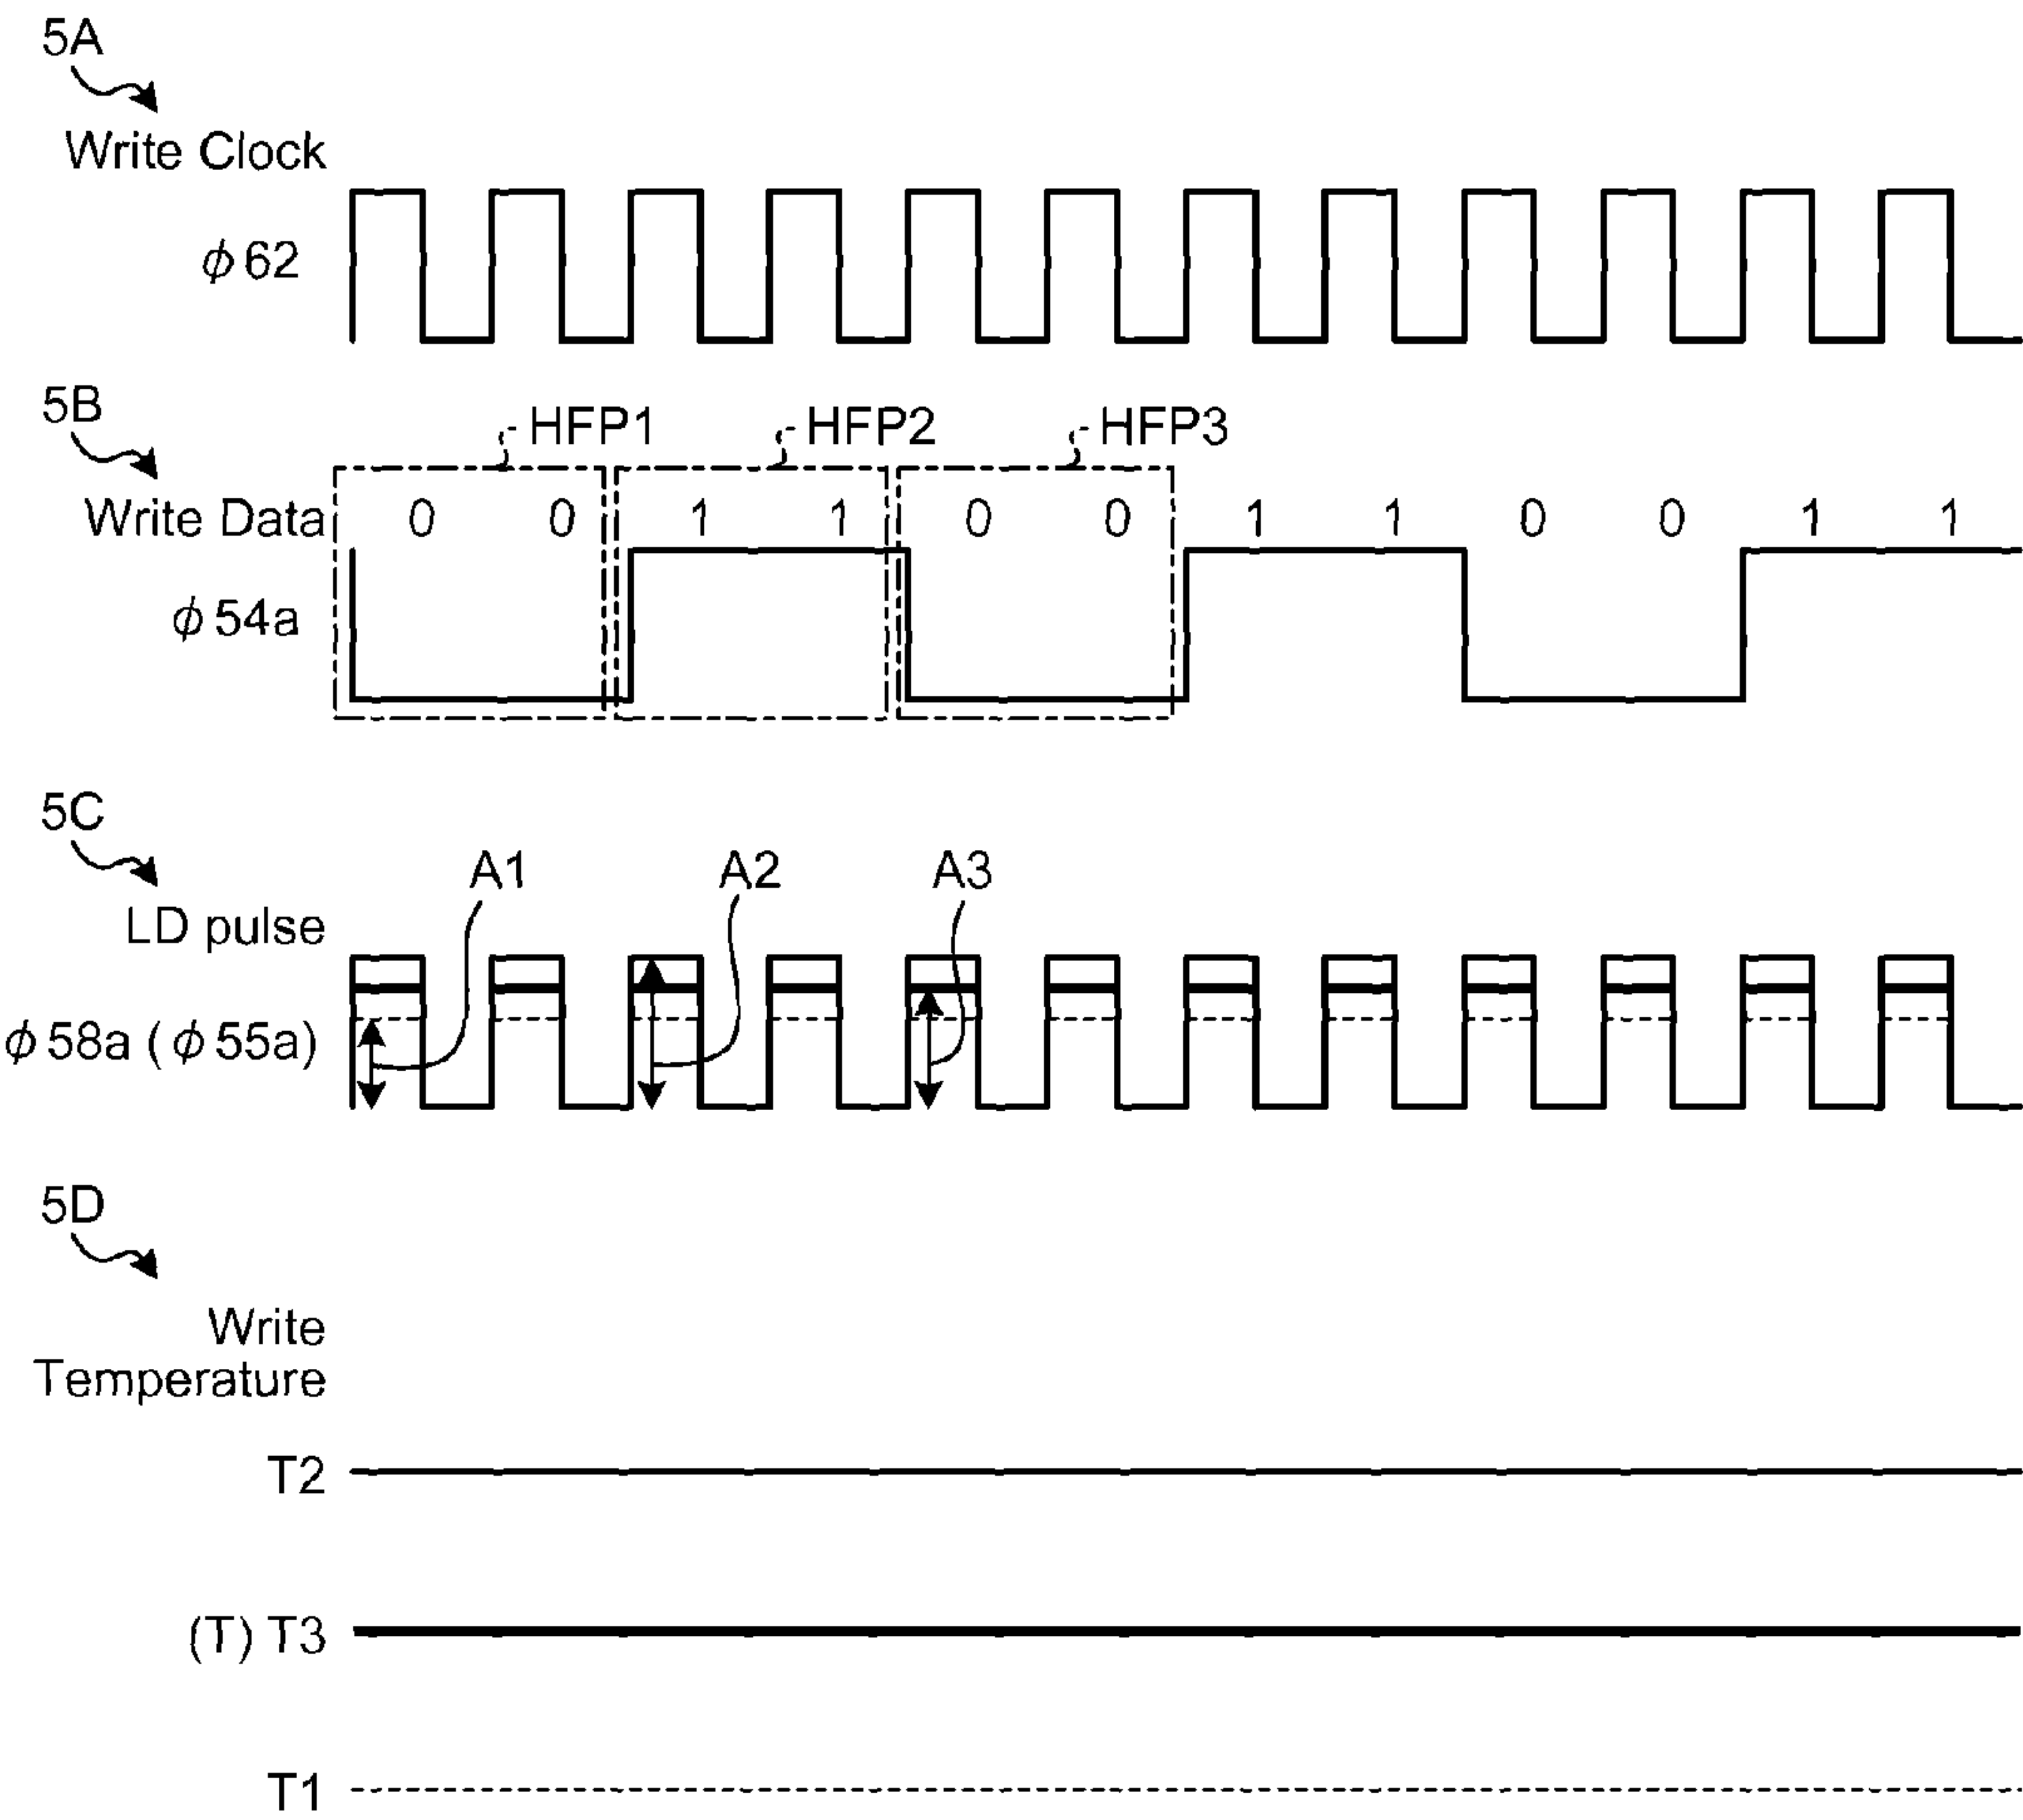 5A
Write Clock
ϕ62
5B
HFP1 HFP2 HFP3
Write Data 0 0 1 1 0 0 1 1 0 0 1 1
ϕ54a
5C
A1 A2 A3
LD pulse
ϕ58a (ϕ55a)
5D
Write
Temperature
T2
(T) T3
T1